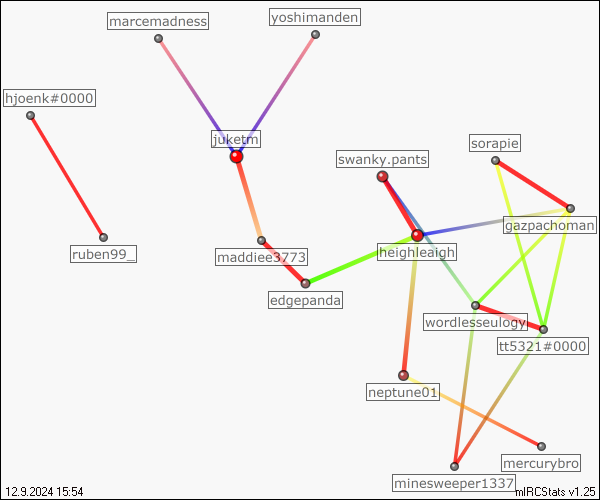 marcemadness
yoshimanden
hjoenk#0000
juketm
sorapie
swanky.pants
gazpachoman
ruben99_
maddiee3773
heighleaigh
edgepanda
wordlesseulogy
tt5321#0000
neptune01
mercurybro
minesweeper1337
12.9.2024 15:54
mIRCStats v1.25